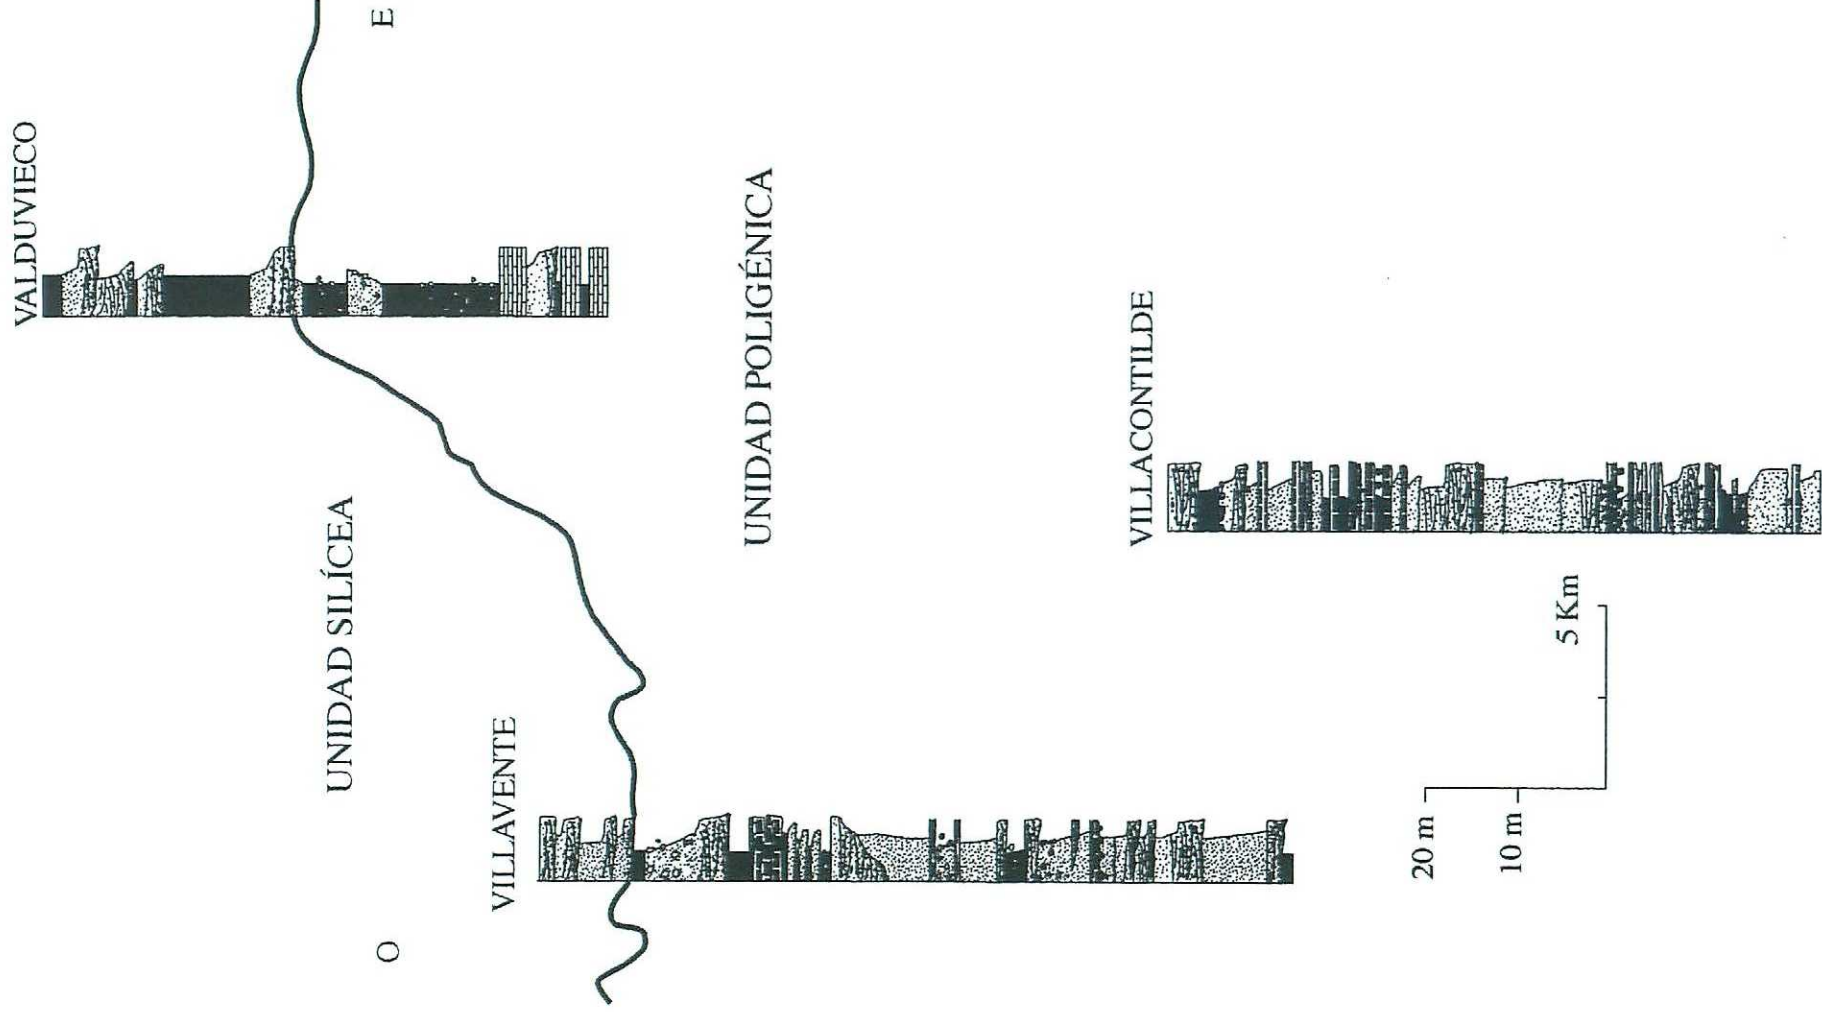 VALDUVIECO
E
UNIDAD SILÍCEA
UNIDAD POLIGÉNICA
VILLAVENTE
O
VILLACONTILDE
20 m
10 m
5 Km